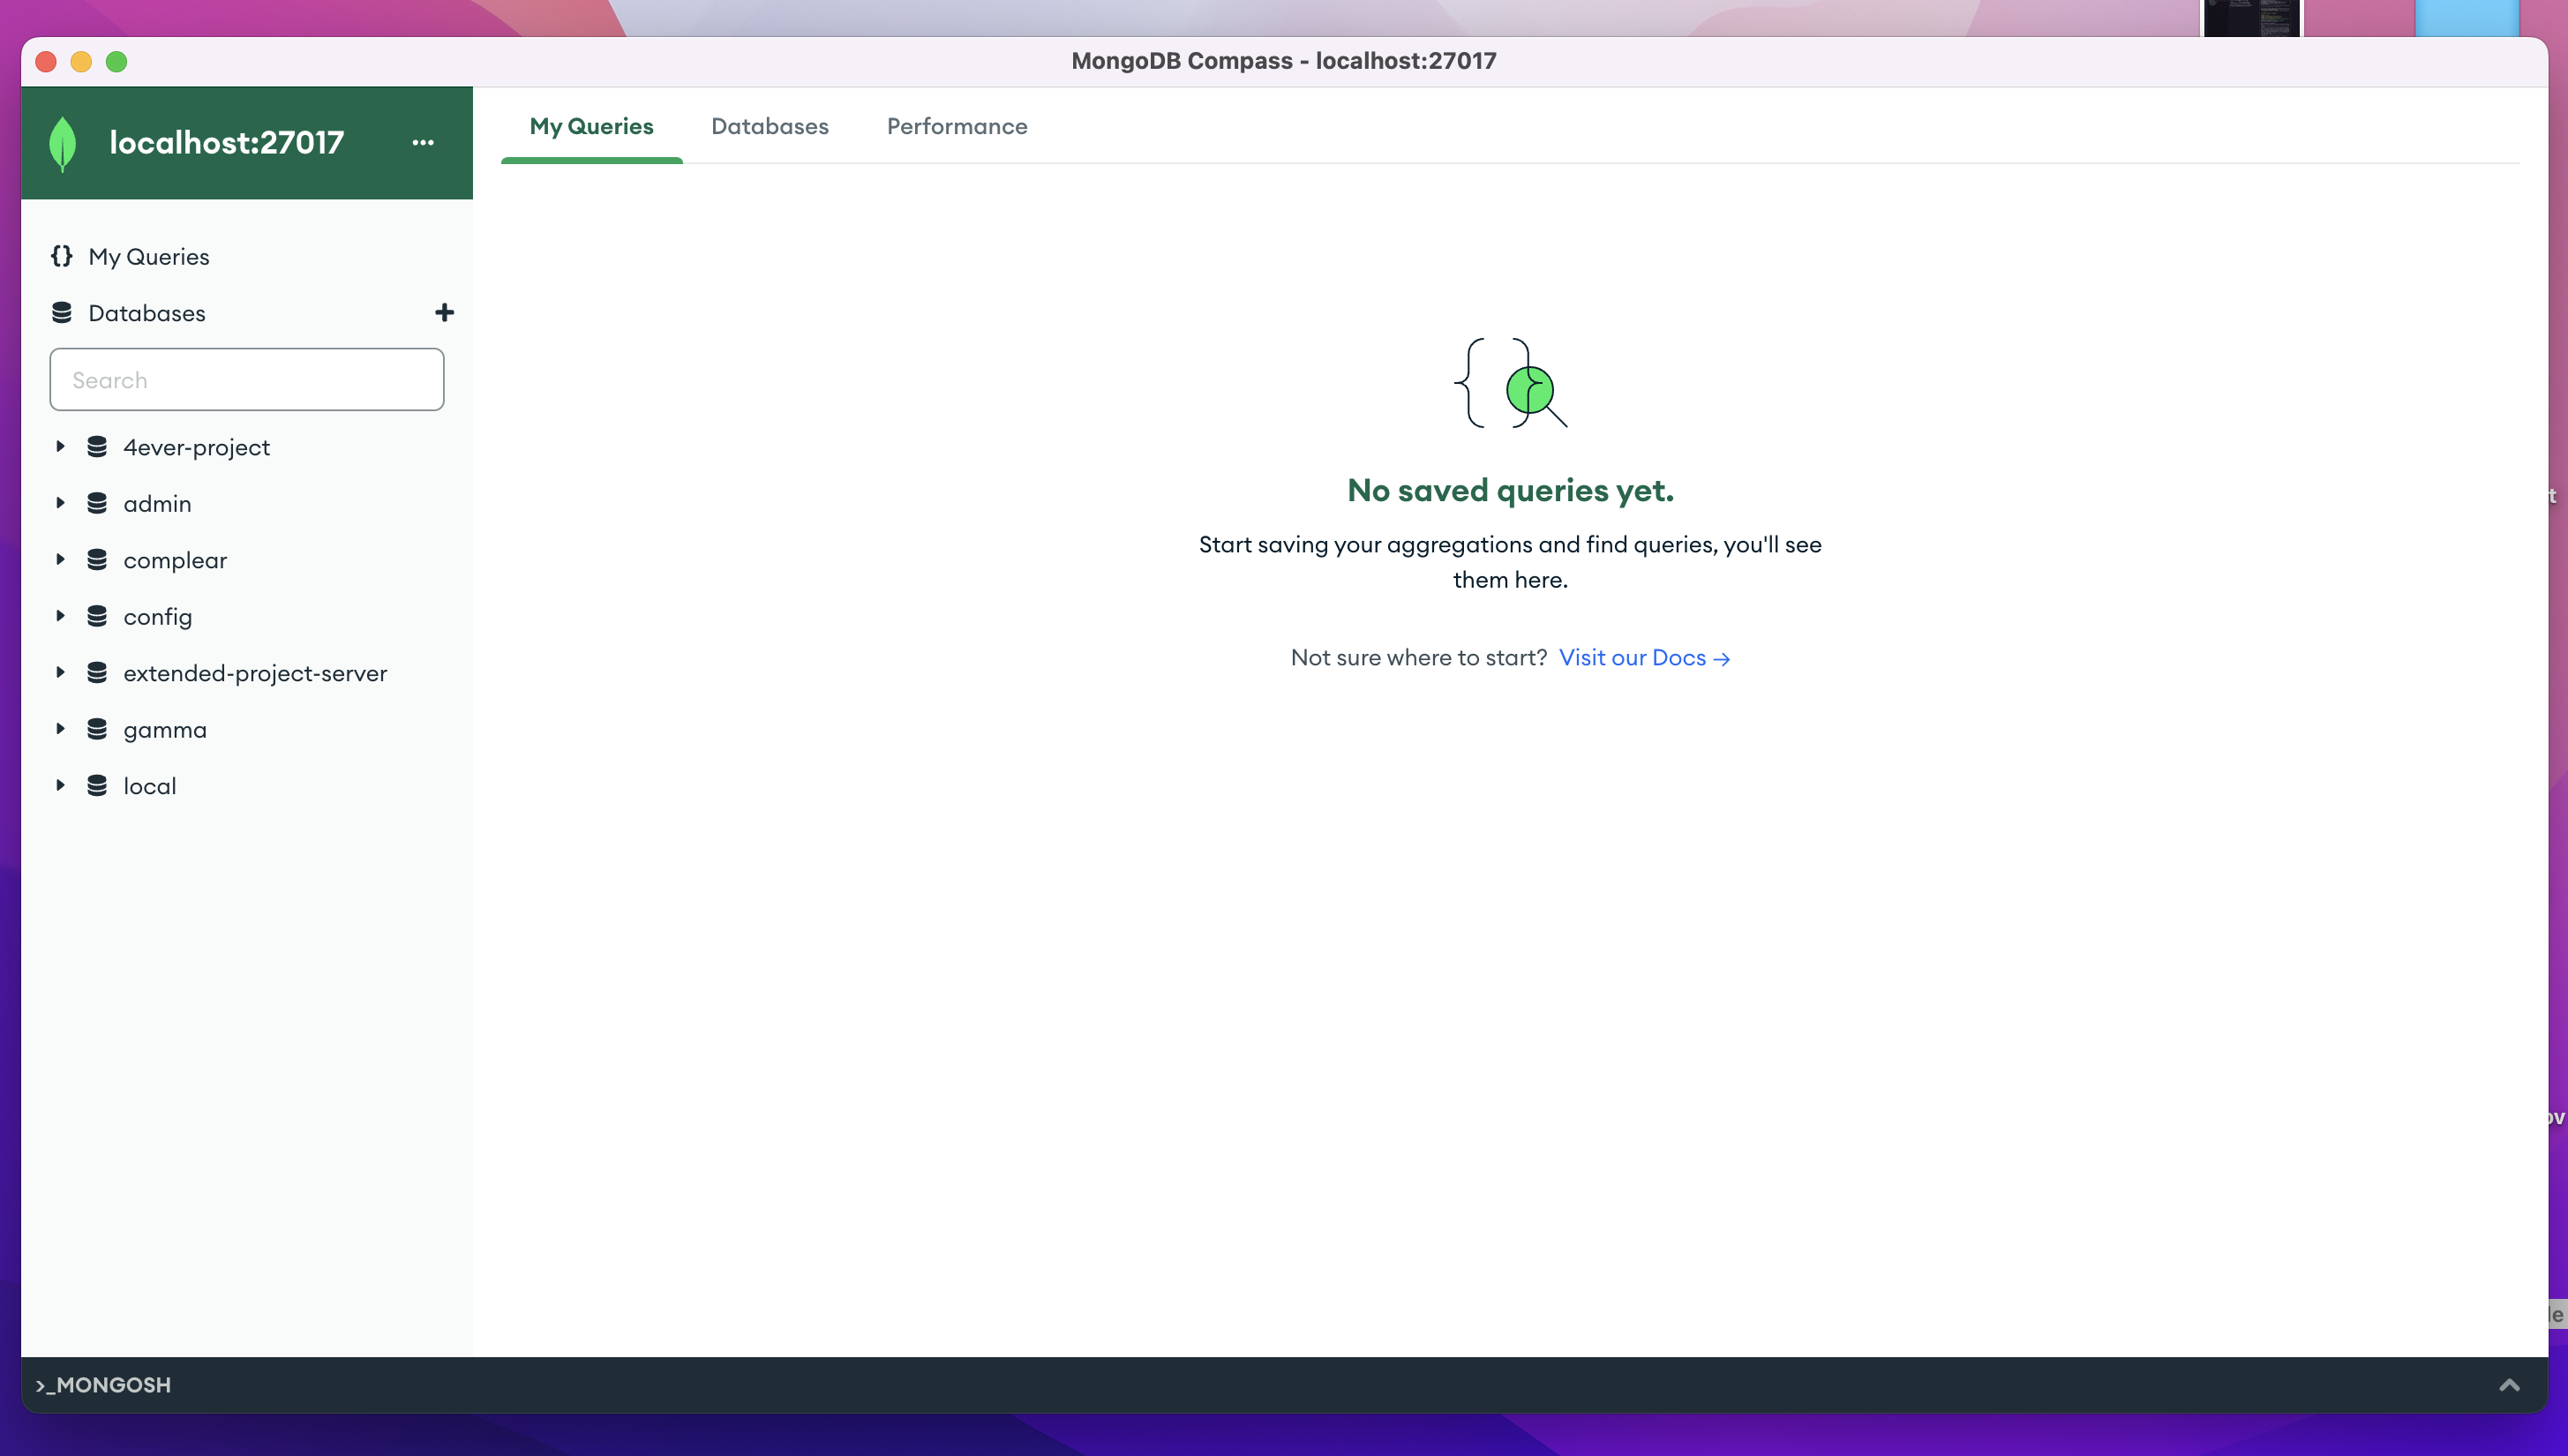 MongoDB Compass - localhost:27017
localhost:27017
My Queries
Databases
Performance
{} My Queries
Databases
Search
4ever-project
admin
complear
config
extended-project-server
gamma
local
No saved queries yet.
Start saving your aggregations and find queries, you'll see
them here.
Not sure where to start? Visit our Docs →
>_MONGOSH